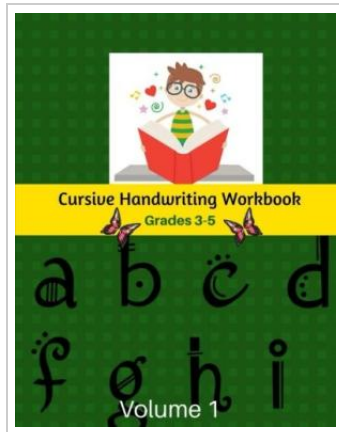 Cursive Handwriting Workbook
Grades 3-5
a b c d
f g h i
Volume 1